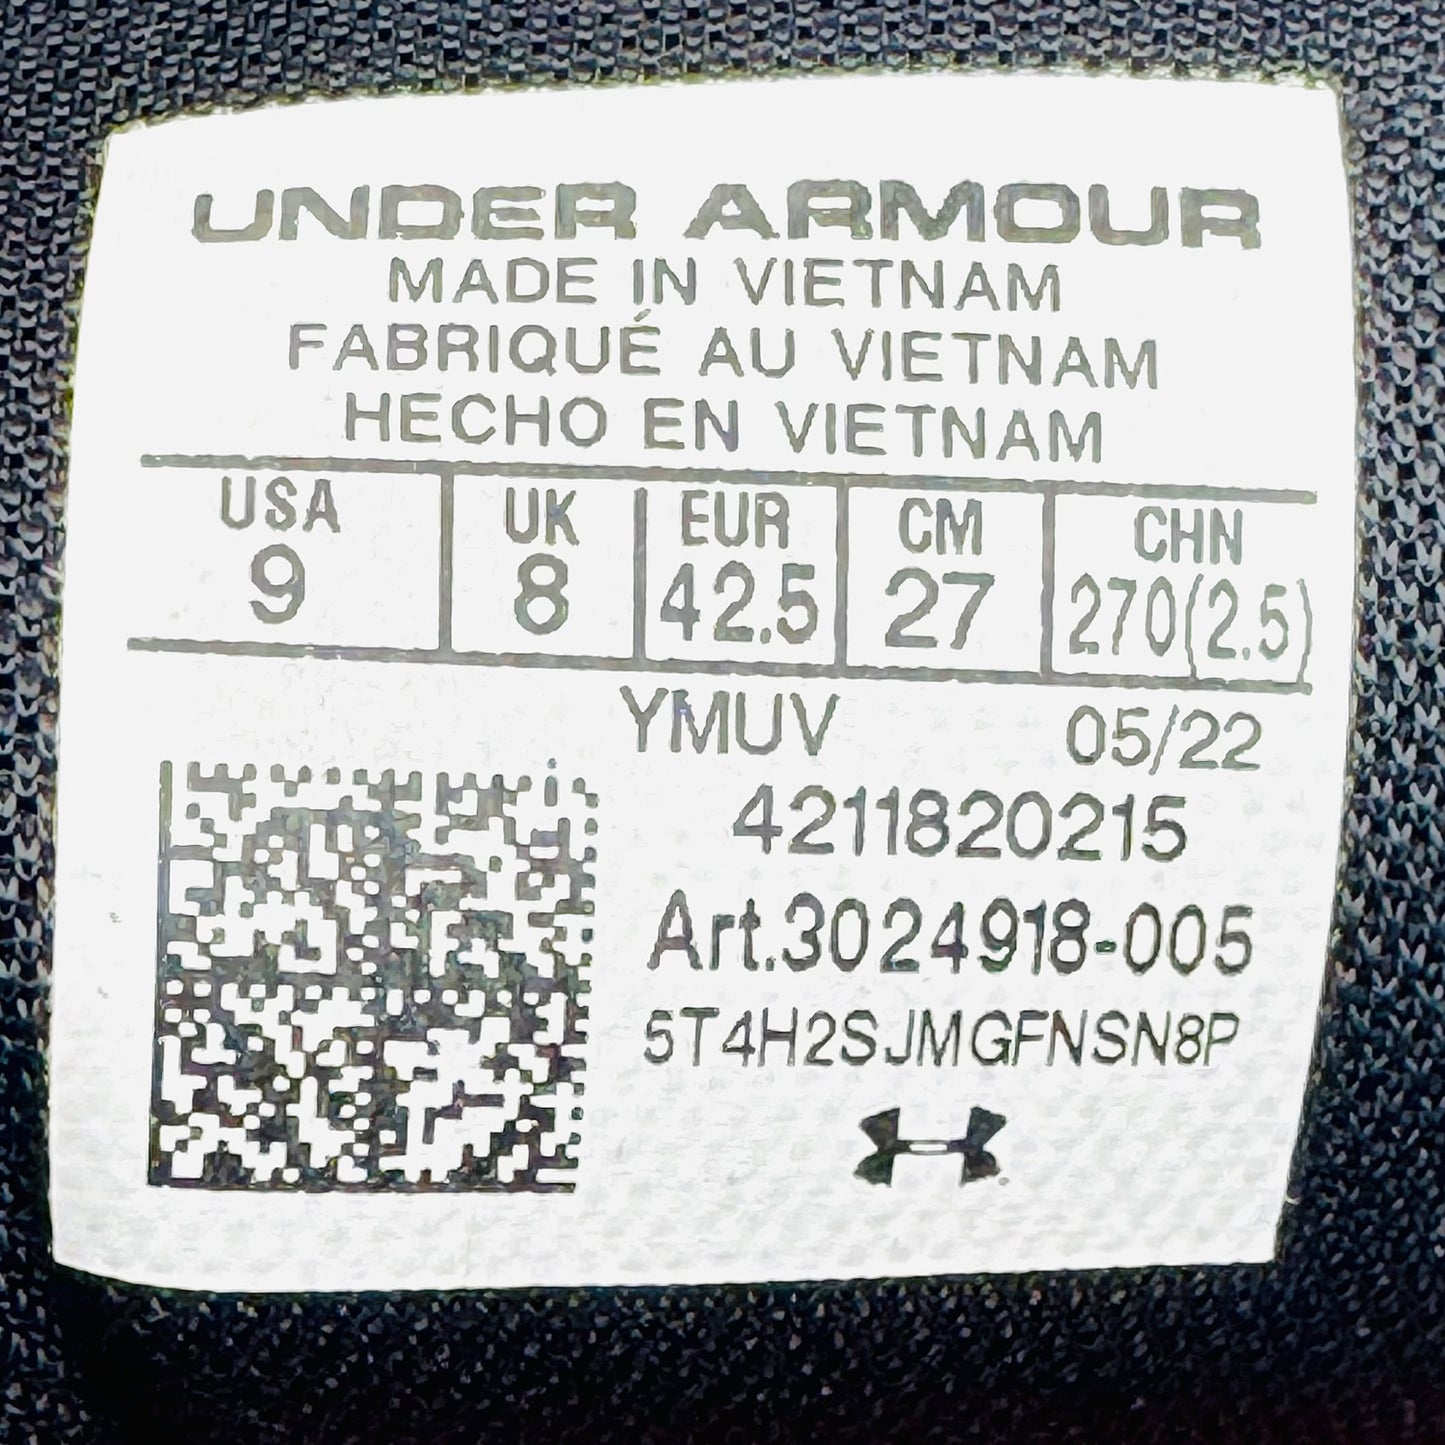 UNDER ARMOUR
MADE IN VIETNAM
FABRIQUÉ AU VIETNAM
HECHO EN VIETNAM
USA UK EUR CM CHN
9 8 42.5 27 270(2.5)
YMUV 05/22
4211820215
Art.3024918-005
5T4H2SJMGFNSN8P